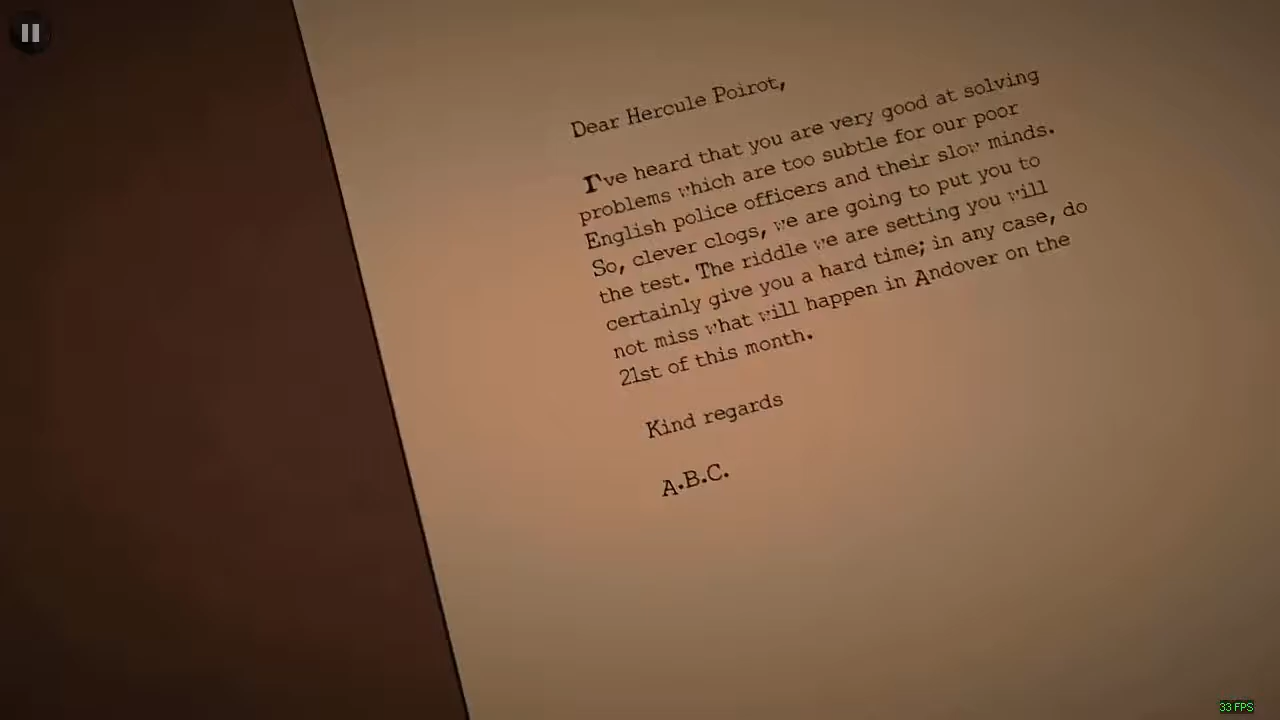 Dear Hercule Poirot,
I've heard that you are very good at solving
problems which are too subtle for our poor
English police officers and their slow minds.
So, clever clogs, we are going to put you to
the test. The riddle we are setting you will
certainly give you a hard time; in any case, do
not miss what will happen in Andover on the
21st of this month.
Kind regards
A.B.C.
33 FPS